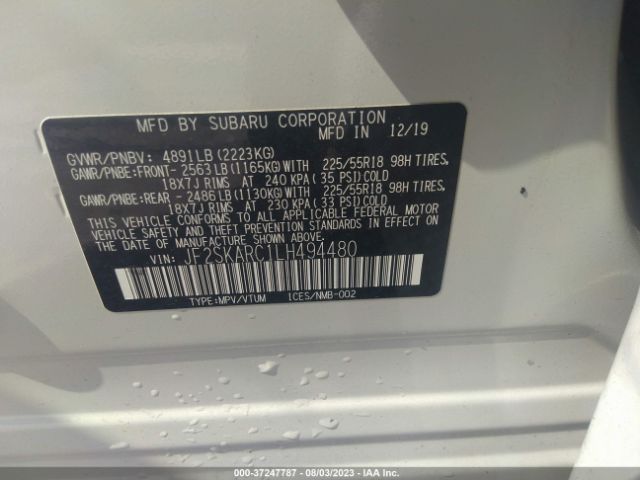 MFD BY SUBARU CORPORATION
MFD IN 12/19
GVWR/PNBV: 4891LB(2223KG)
GAWR/PNBE:FRONT- 2563LB(1165KG)WITH 225/55R18 98H TIRES,
18X7J RIMS AT 240 KPA(35 PSI)COLD
GAWR/PNBE:REAR - 2486LB(1130KG)WITH 225/55R18 98H TIRES,
18X7J RIMS AT 230 KPA(33 PSI)COLD
THIS VEHICLE CONFORMS TO ALL APPLICABLE FEDERAL MOTOR
VEHICLE SAFETY AND THEFT PREVENTION STANDARDS IN EFFECT ON
THE DATE OF MANUFACTURE SHOWN ABOVE.
VIN: JF2SKARC1LH494480
TYPE:MPV/VTUM ICES/NMB-002
000-37247787 - 08/03/2023 - IAA Inc.